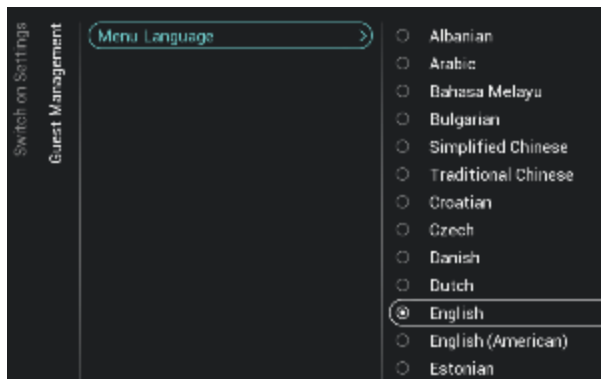 Switch on Settings
Guest Management
Menu Language
Albanian
Arabic
Bahasa Melayu
Bulgarian
Simplified Chinese
Traditional Chinese
Croatian
Czech
Danish
Dutch
English
English (American)
Estonian